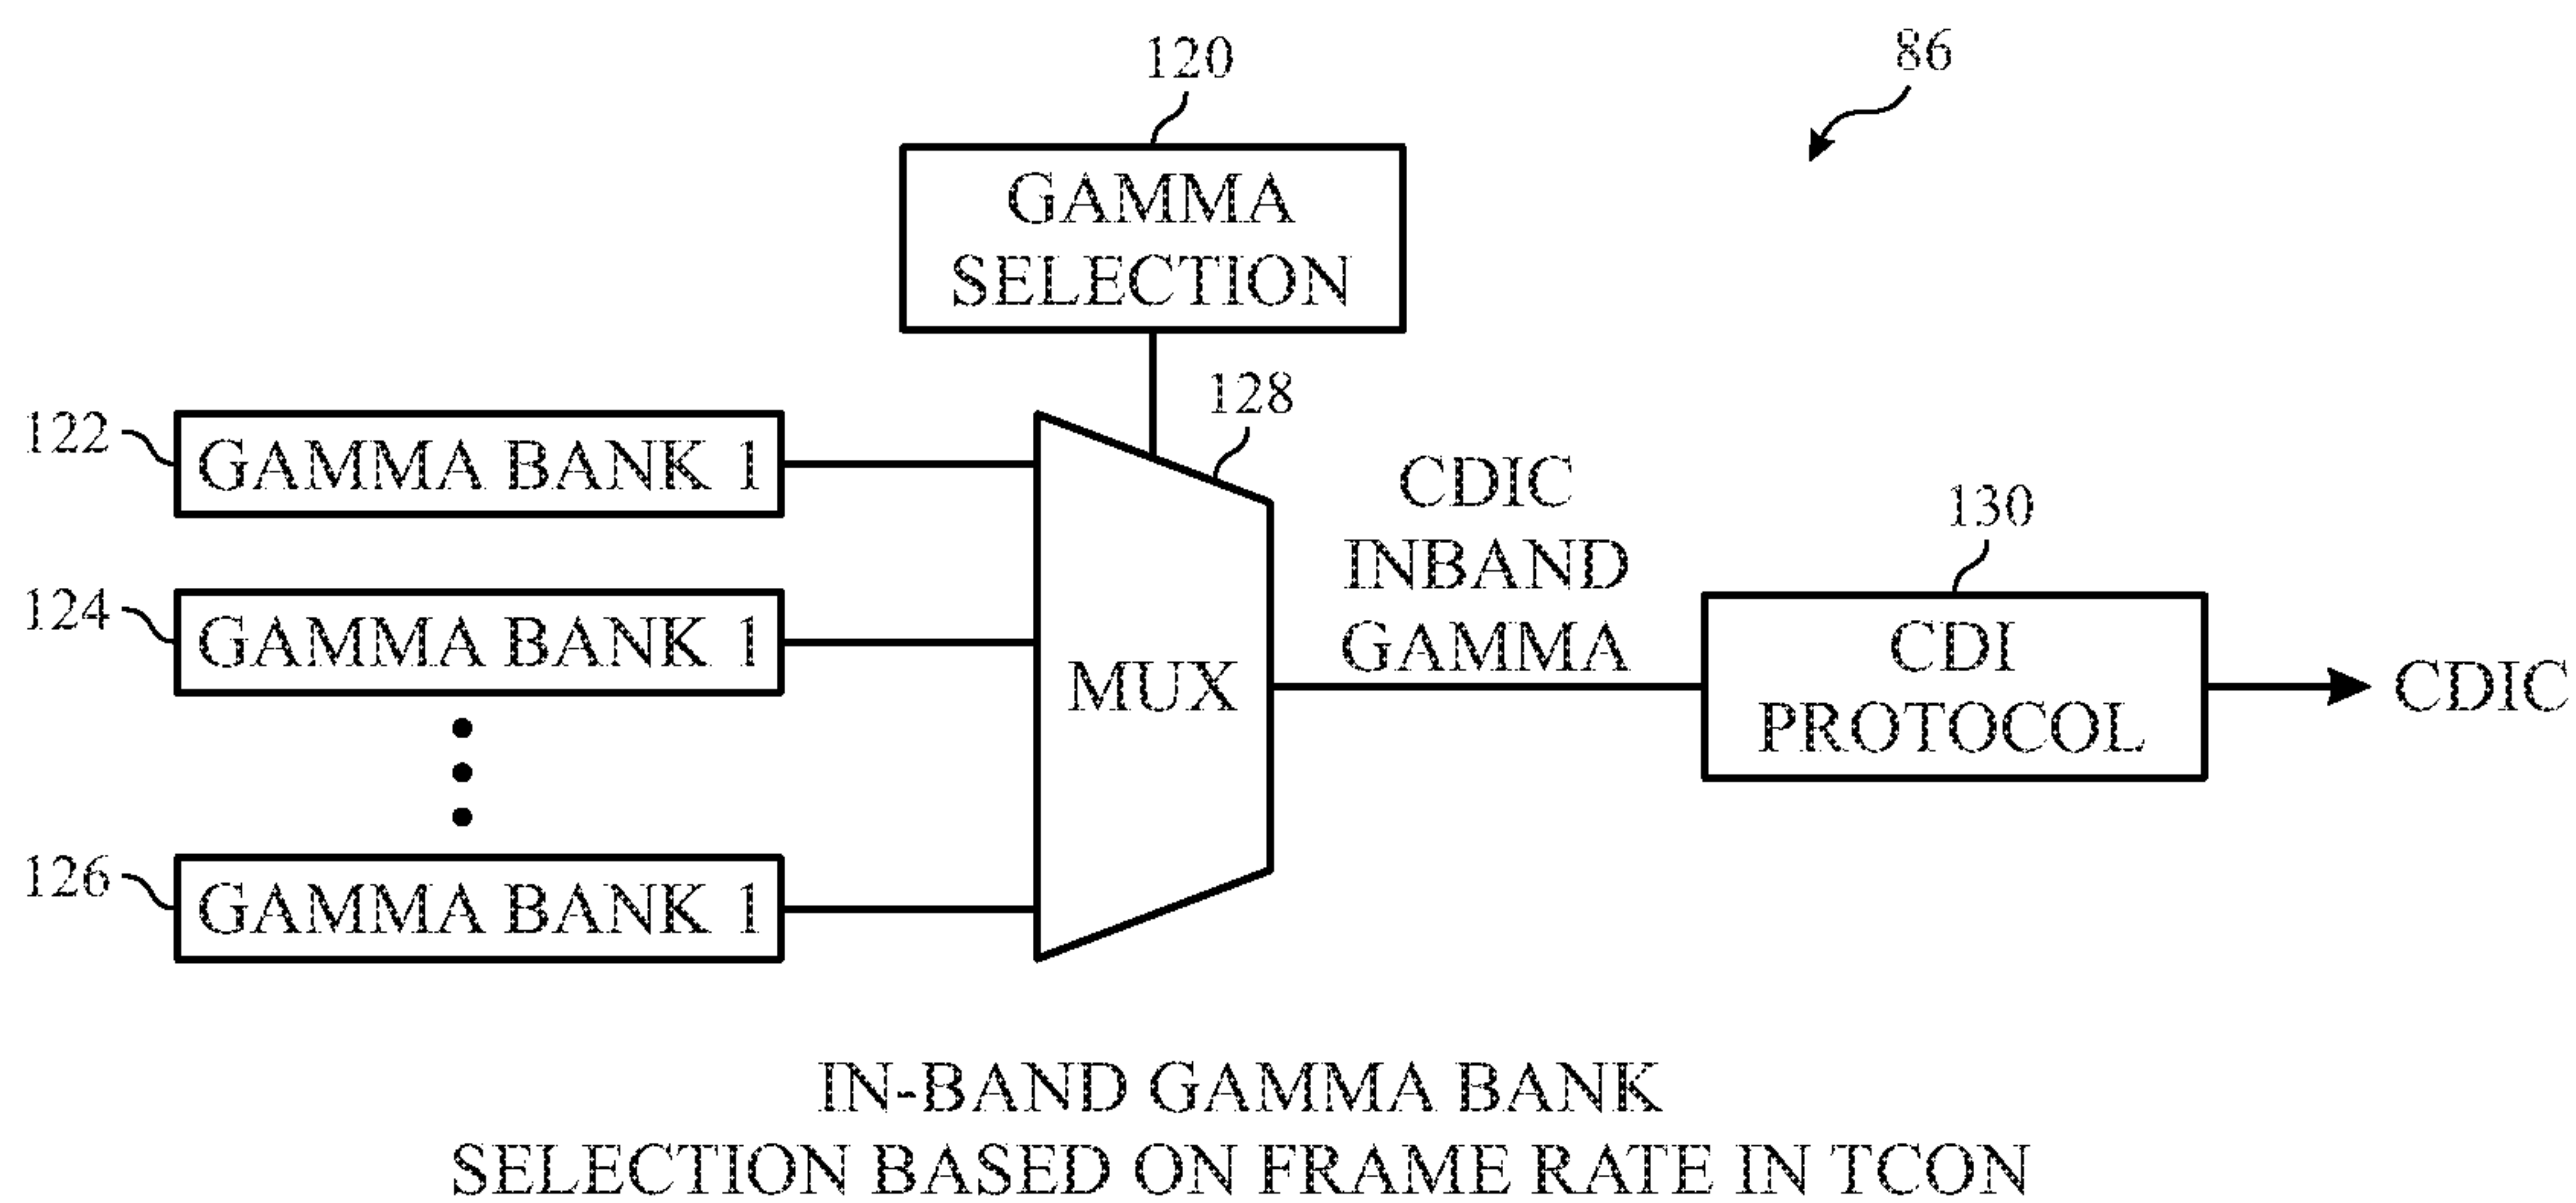 120
86
GAMMA
SELECTION
122
GAMMA BANK 1
128
CDIC
INBAND
GAMMA
130
124
GAMMA BANK 1
MUX
CDI
PROTOCOL
CDIC
126
GAMMA BANK 1
IN-BAND GAMMA BANK
SELECTION BASED ON FRAME RATE IN TCON